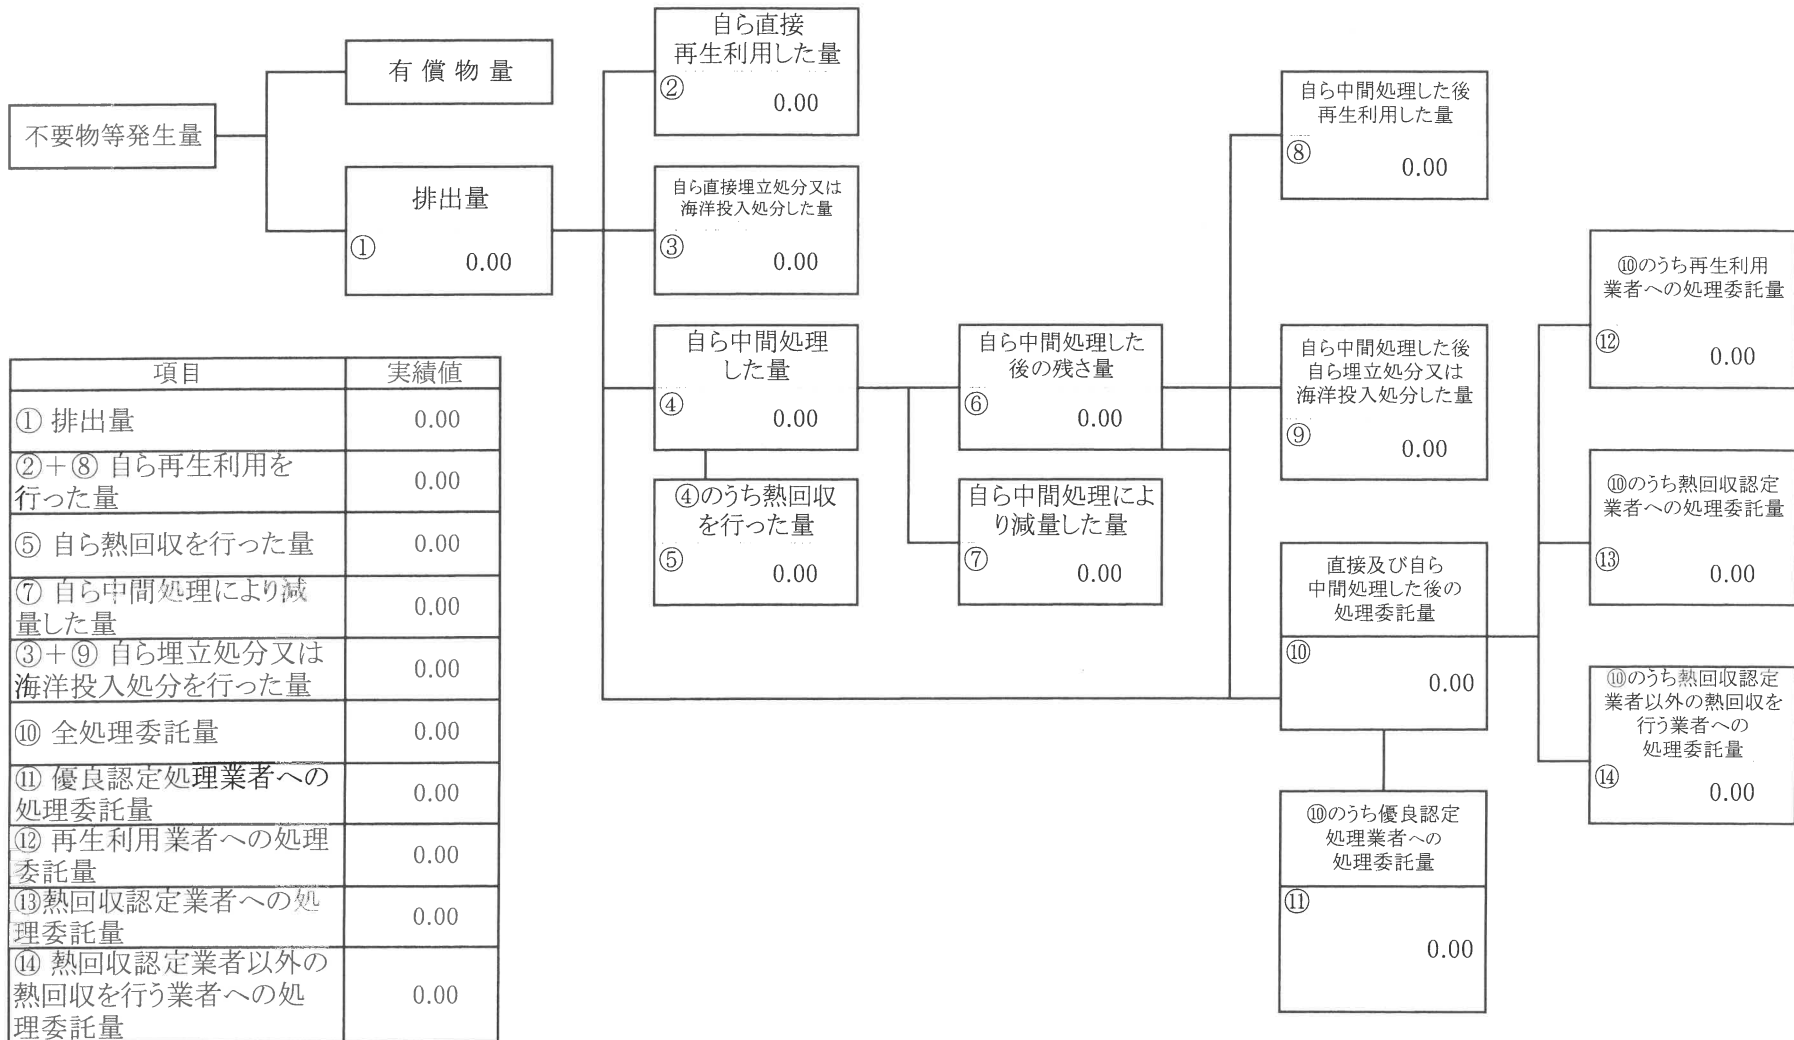 不要物等発生量
有償物量
排出量
①
0.00
自ら直接
再生利用した量
②
0.00
自ら直接埋立処分又は
海洋投入処分した量
③
0.00
自ら中間処理
した量
④
0.00
④のうち熱回収
を行った量
⑤
0.00
自ら中間処理した
後の残さ量
⑥
0.00
自ら中間処理によ
り減量した量
⑦
0.00
自ら中間処理した後
再生利用した量
⑧
0.00
自ら中間処理した後
自ら埋立処分又は
海洋投入処分した量
⑨
0.00
直接及び自ら
中間処理した後の
処理委託量
⑩
0.00
⑩のうち優良認定
処理業者への
処理委託量
⑪
0.00
⑩のうち再生利用
業者への処理委託量
⑫
0.00
⑩のうち熱回収認定
業者への処理委託量
⑬
0.00
⑩のうち熱回収認定
業者以外の熱回収を
行う業者への
処理委託量
⑭
0.00
項目 実績値
① 排出量 0.00
②+⑧ 自ら再生利用を
行った量 0.00
⑤ 自ら熱回収を行った量 0.00
⑦ 自ら中間処理により減
量した量 0.00
③+⑨ 自ら埋立処分又は
海洋投入処分を行った量 0.00
⑩ 全処理委託量 0.00
⑪ 優良認定処理業者への
処理委託量 0.00
⑫ 再生利用業者への処理
委託量 0.00
⑬熱回収認定業者への処
理委託量 0.00
⑭ 熱回収認定業者以外の
熱回収を行う業者への処
理委託量 0.00